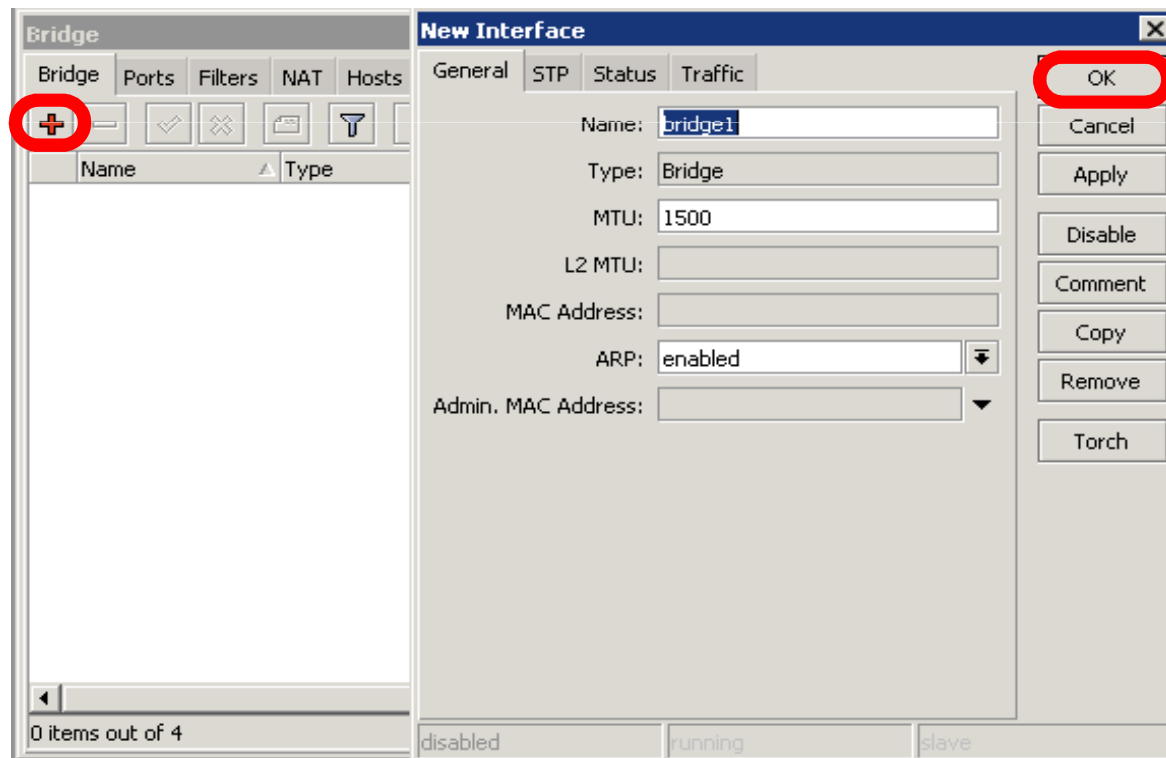 Bridge
Bridge Ports Filters NAT Hosts
Name Type
0 items out of 4
New Interface
General STP Status Traffic
Name: bridge1
Type: Bridge
MTU: 1500
L2 MTU:
MAC Address:
ARP: enabled
Admin. MAC Address:
OK
Cancel
Apply
Disable
Comment
Copy
Remove
Torch
disabled running slave